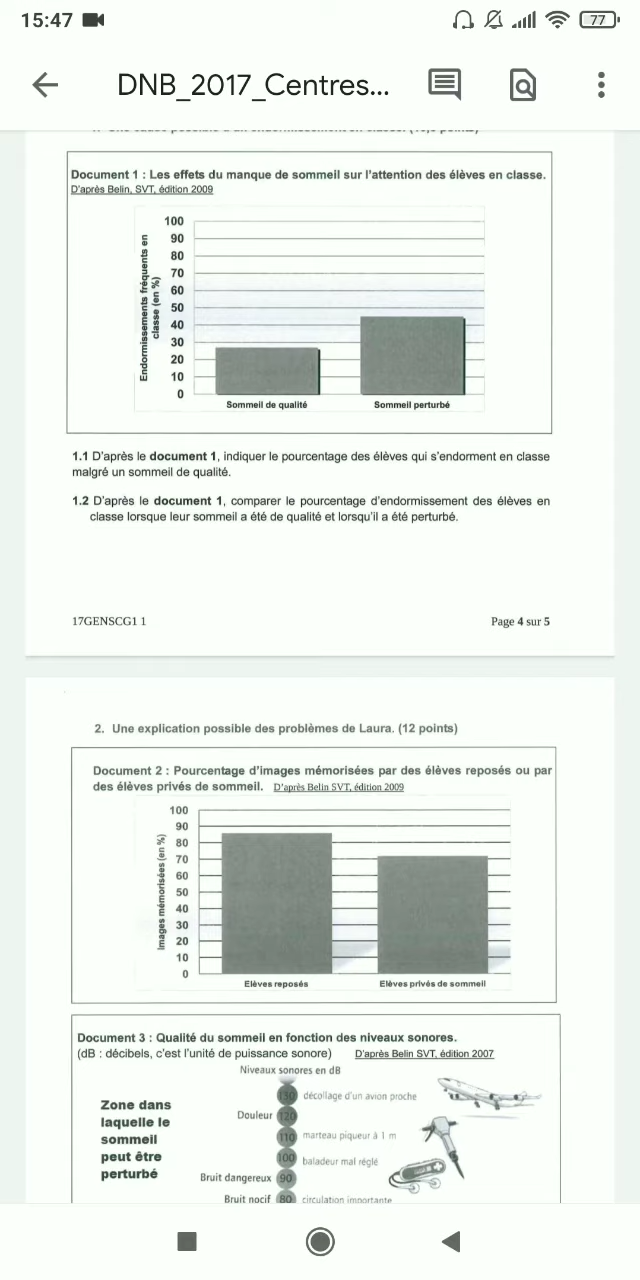 15:47
77
DNB_2017_Centres...
Document 1 : Les effets du manque de sommeil sur l'attention des élèves en classe.
D'après Belin, SVT, édition 2009
Endormissements fréquents en
classe (en %)
100
90
80
70
60
50
40
30
20
10
0
Sommeil de qualité
Sommeil perturbé
1.1 D'après le document 1, indiquer le pourcentage des élèves qui s'endorment en classe
malgré un sommeil de qualité.
1.2 D'après le document 1, comparer le pourcentage d'endormissement des élèves en
classe lorsque leur sommeil a été de qualité et lorsqu'il a été perturbé.
17GENSCG1 1
Page 4 sur 5
2. Une explication possible des problèmes de Laura. (12 points)
Document 2 : Pourcentage d'images mémorisées par des élèves reposés ou par
des élèves privés de sommeil. D'après Belin SVT, édition 2009
Images mémorisées (en %)
100
90
80
70
60
50
40
30
20
10
0
Elèves reposés
Elèves privés de sommeil
Document 3 : Qualité du sommeil en fonction des niveaux sonores.
(dB : décibels, c'est l'unité de puissance sonore) D'après Belin SVT, édition 2007
Niveaux sonores en dB
Zone dans
laquelle le
sommeil
peut être
perturbé
130 décollage d'un avion proche
Douleur 120
110 marteau piqueur à 1 m
100 baladeur mal réglé
Bruit dangereux 90
Bruit nocif 80 circulation importante